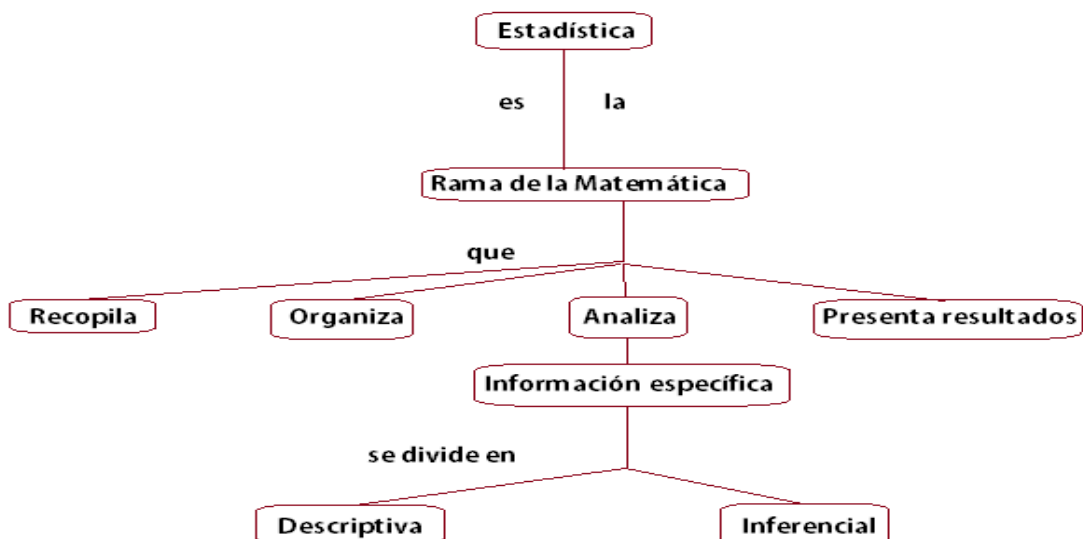 Estadística
es la
Rama de la Matemática
que
Recopila Organiza Analiza Presenta resultados
Información específica
se divide en
Descriptiva Inferencial